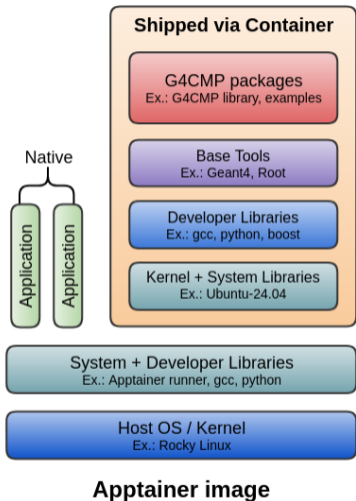 Shipped via Container
G4CMP packages
Ex.: G4CMP library, examples
Base Tools
Ex.: Geant4, Root
Developer Libraries
Ex.: gcc, python, boost
Kernel + System Libraries
Ex.: Ubuntu-24.04
Native
Application
Application
System + Developer Libraries
Ex.: Apptainer runner, gcc, python
Host OS / Kernel
Ex.: Rocky Linux
Apptainer image